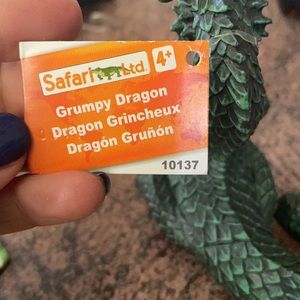 Safari Ltd 4+
Grumpy Dragon
Dragon Grincheux
Dragón Gruñón
10137